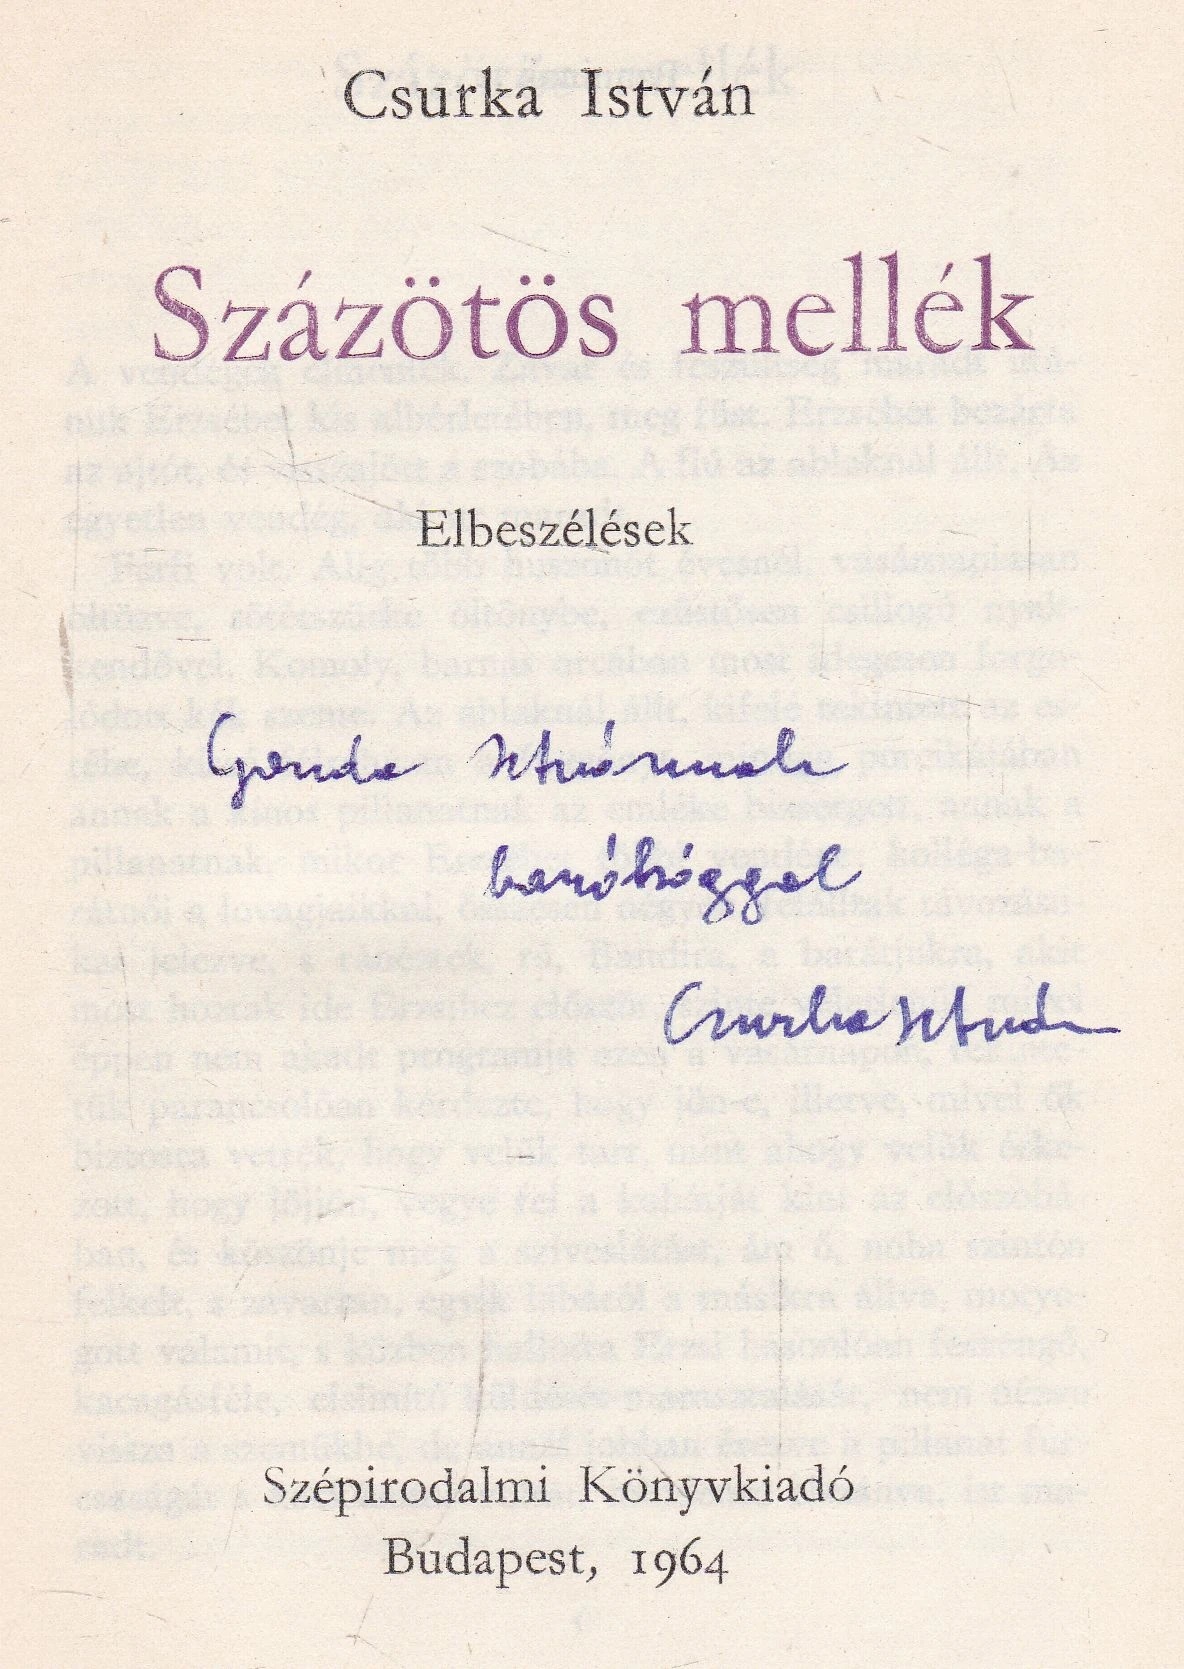 Csurka István
Százötös mellék
Elbeszélések
Gonda Istvánnak
barátsággal
Csurka István
Szépirodalmi Könyvkiadó
Budapest, 1964